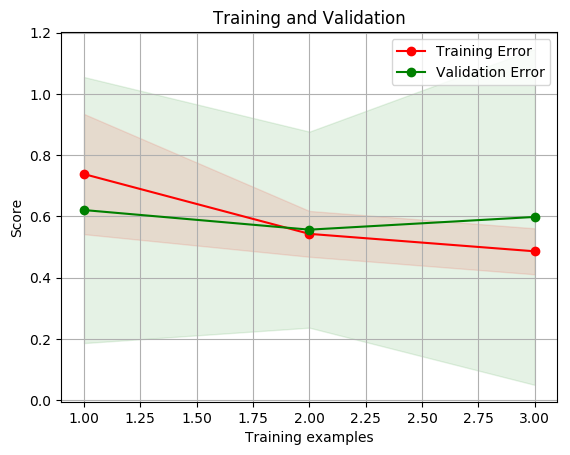 Training and Validation
Training Error
Validation Error
Score
1.2
1.0
0.8
0.6
0.4
0.2
0.0
1.00 1.25 1.50 1.75 2.00 2.25 2.50 2.75 3.00
Training examples